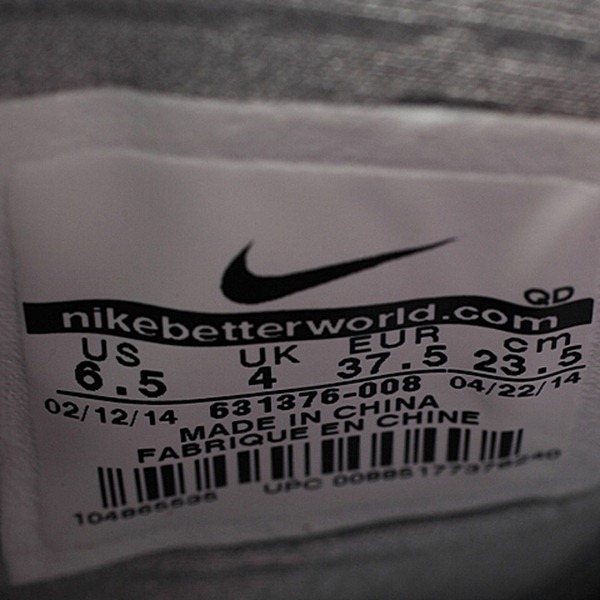 QD
nikebetterworld.com
US UK EUR cm
6.5 4 37.5 23.5
02/12/14 631376-008 04/22/14
MADE IN CHINA
FABRIQUE EN CHINE
UPC